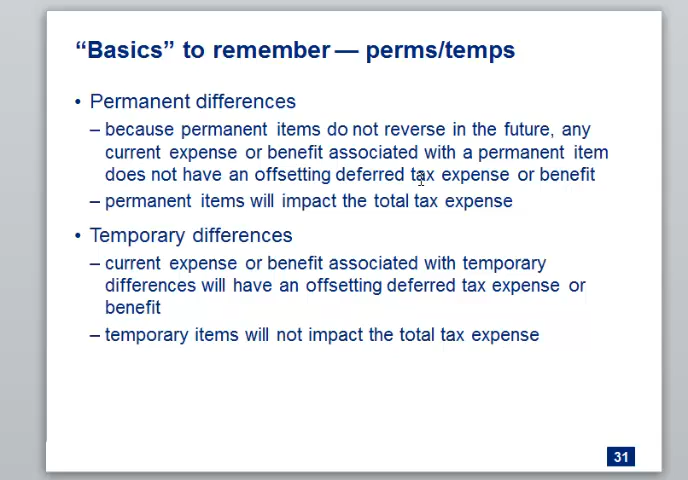 “Basics” to remember — perms/temps
• Permanent differences
– because permanent items do not reverse in the future, any
current expense or benefit associated with a permanent item
does not have an offsetting deferred tax expense or benefit
– permanent items will impact the total tax expense
• Temporary differences
– current expense or benefit associated with temporary
differences will have an offsetting deferred tax expense or
benefit
– temporary items will not impact the total tax expense
31